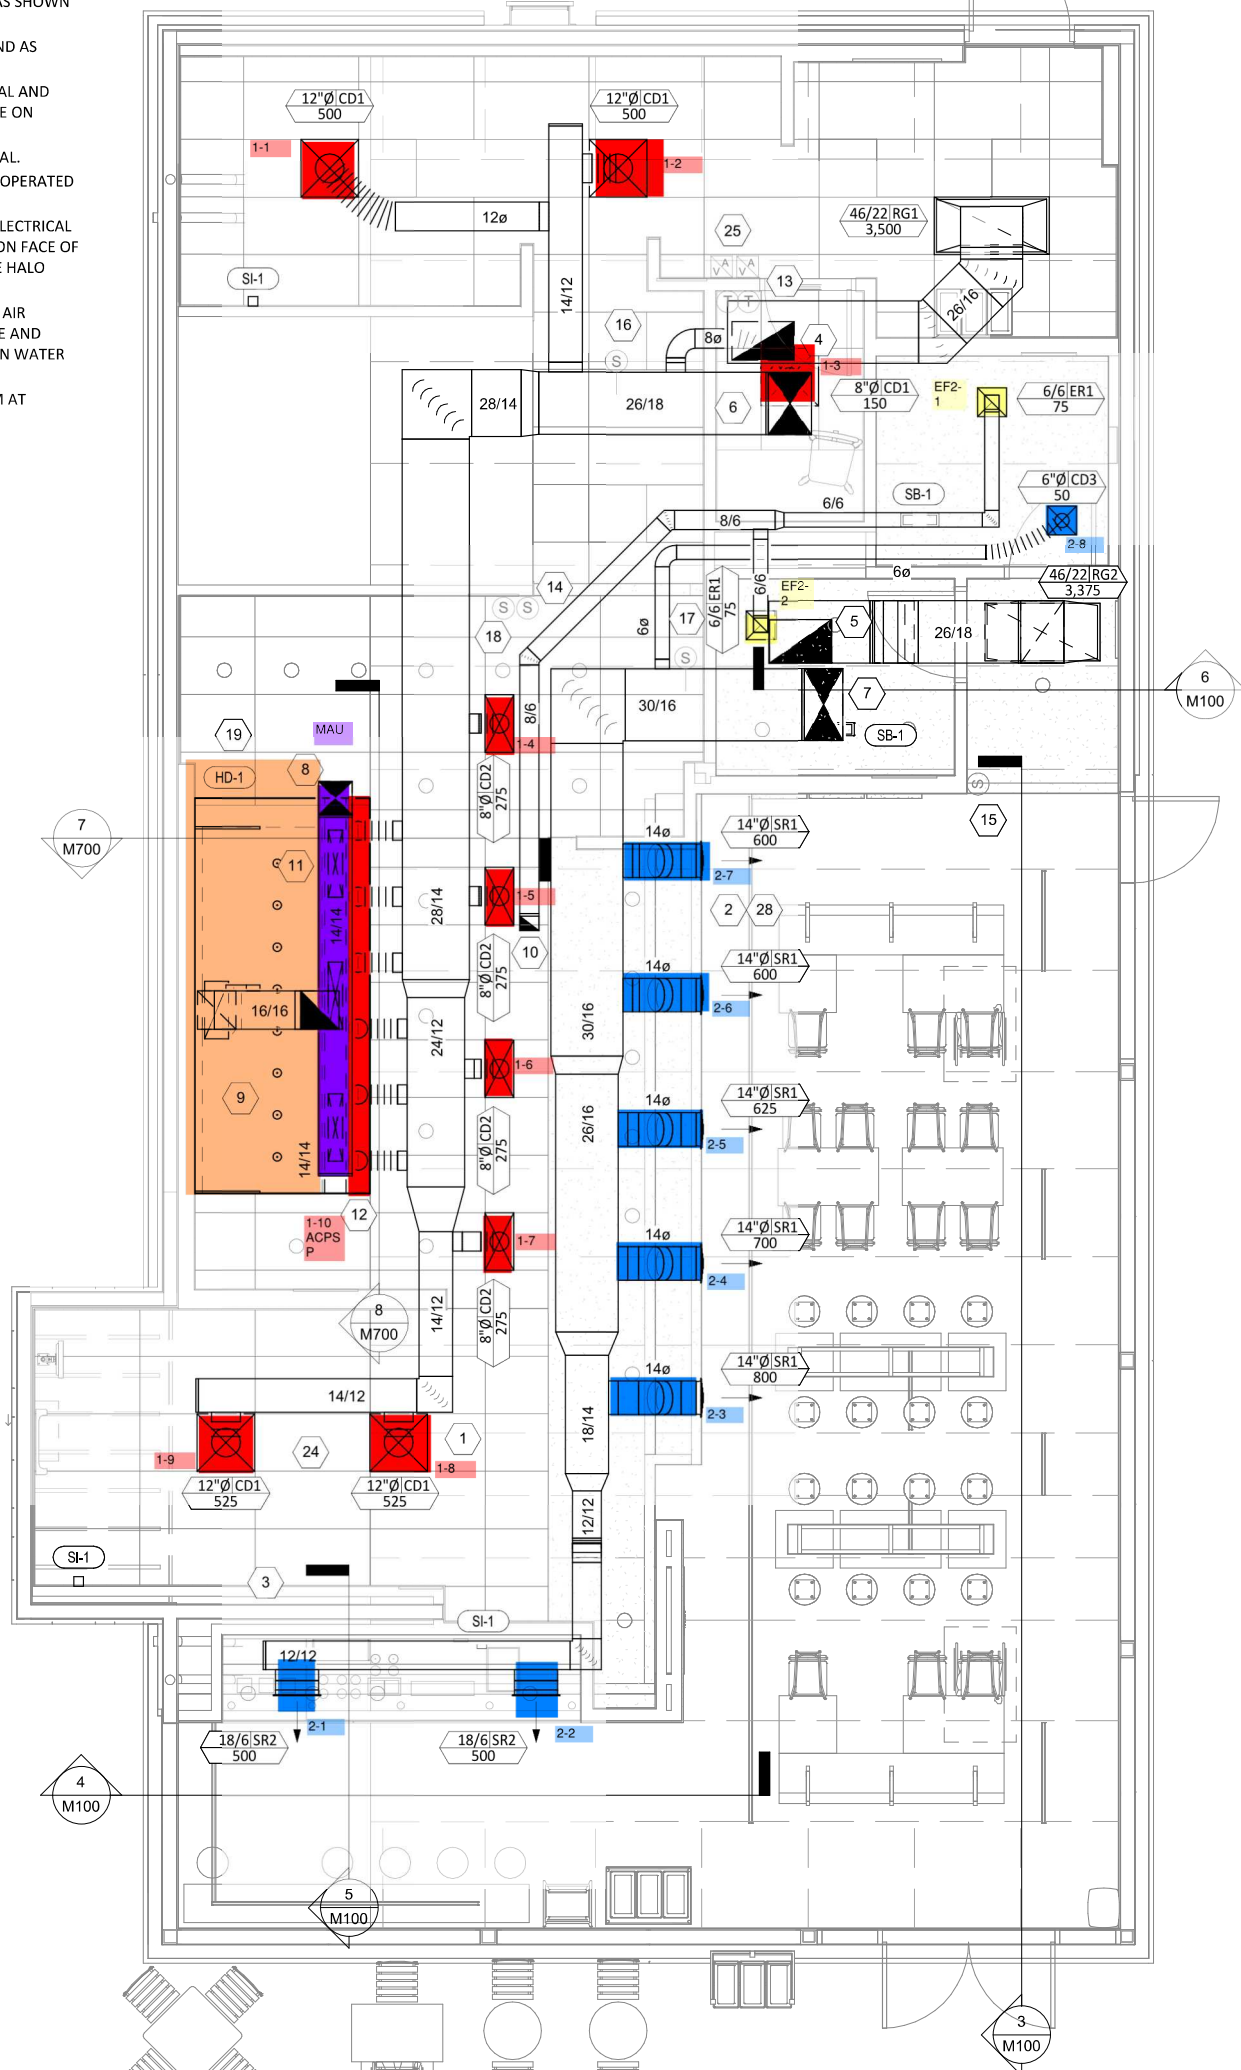 AS SHOWN
ND AS
AL AND
E ON
AL.
OPERATED
LECTRICAL
ON FACE OF
E HALO
AIR
E AND
N WATER
M AT
12"Ø CD1
500
12"Ø CD1
500
1-1
1-2
12ø
46/22 RG1
3,500
25
SI-1
14/12
13
26/16
16
8ø
4
S
1-3
28/14
26/18
6
8"Ø CD1
150
EF2-
1
6/6 ER1
75
6"Ø CD3
50
SB-1
6/6
8/6
2-8
6ø
46/22 RG2
3,375
14
6/6 ER1
75
6/6
EF2-
2
S S
18
6ø
17
5
26/18
S
6
M100
8/6
30/16
7
SB-1
MAU
19
1-4
HD-1
8
8"Ø CD2
275
S
15
7
M700
14ø
14"Ø SR1
600
2-7
11
14/14
28/14
1-5
2
28
10
8"Ø CD2
275
14ø
14"Ø SR1
600
2-6
16/16
24/12
30/16
1-6
9
14ø
14"Ø SR1
625
2-5
26/16
8"Ø CD2
275
14/14
12
1-10
ACPS
P
1-7
14ø
14"Ø SR1
700
2-4
8
M700
14/12
8"Ø CD2
275
14/12
14ø
14"Ø SR1
800
2-3
18/14
1-9
24
1
1-8
12"Ø CD1
525
12"Ø CD1
525
12/12
SI-1
3
SI-1
12/12
2-1
2-2
18/6 SR2
500
18/6 SR2
500
4
M100
5
M100
3
M100